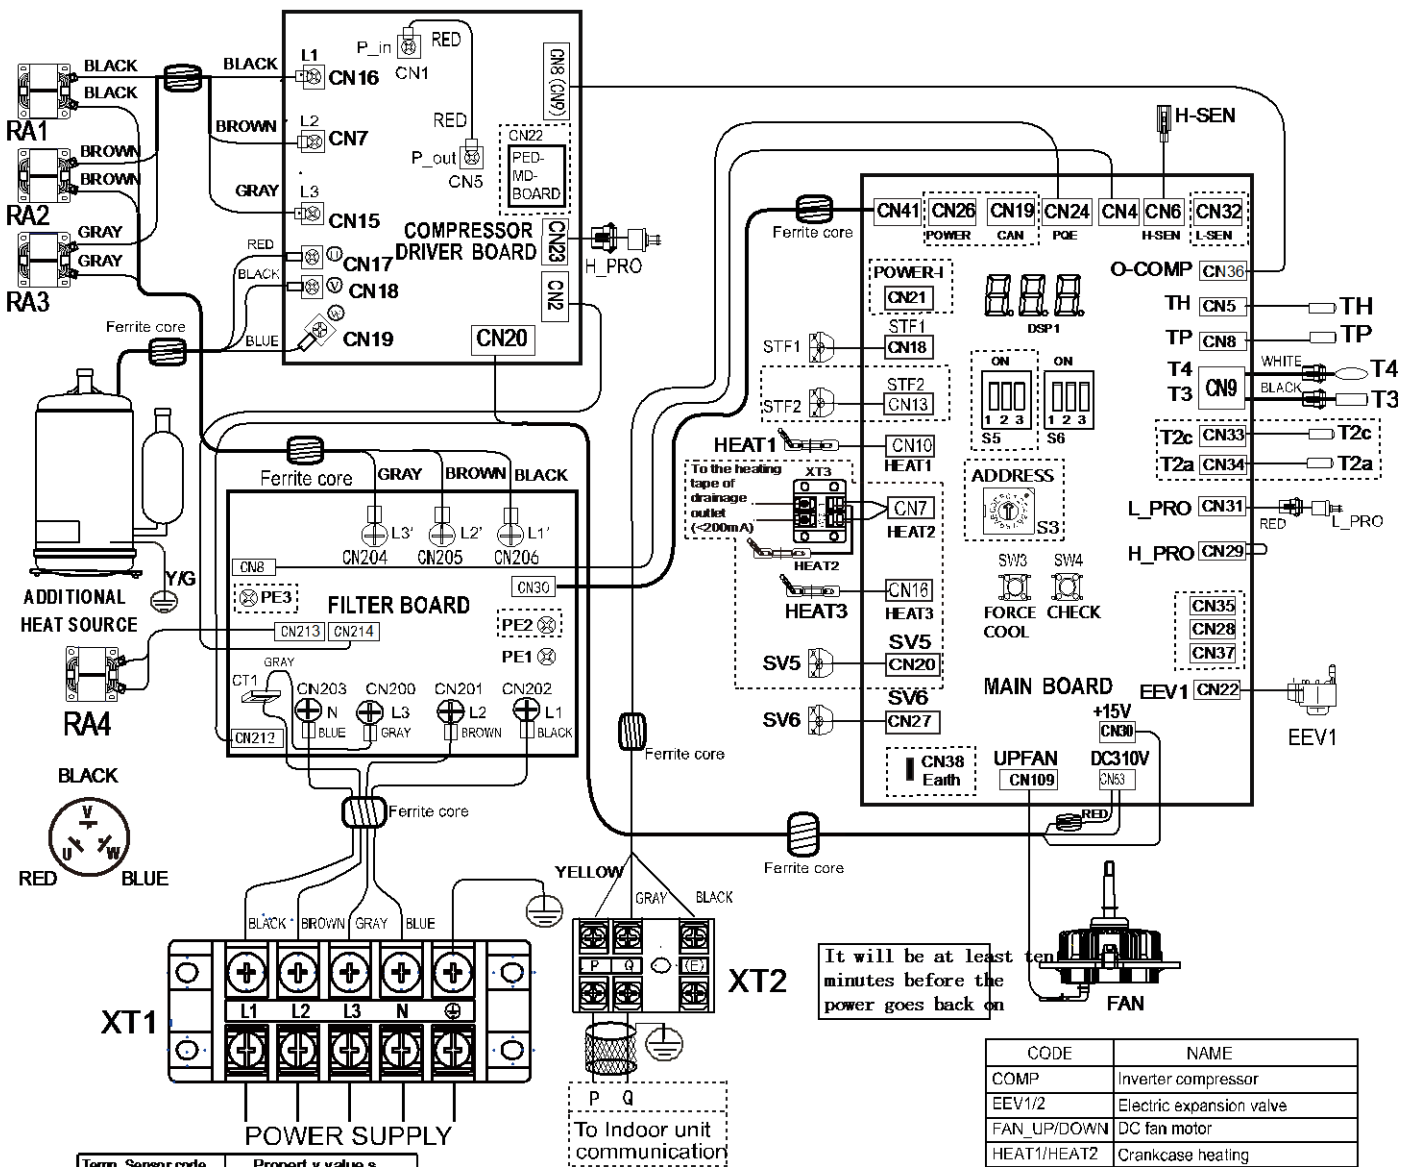 BLACK
BLACK
RA1
BROWN
BROWN
RA2
GRAY
GRAY
RA3
BLACK
L1
CN16
BROWN
L2
CN7
GRAY
L3
CN15
RED
U
CN17
BLACK
V
CN18
BLUE
W
CN19
P_in
CN1
RED
RED
P_out
CN5
CN8 (CN9)
CN22
PED-
MD-
BOARD
COMPRESSOR
DRIVER BOARD
CN23
H_PRO
CN2
CN20
Ferrite core
Y/G
ADDITIONAL
HEAT SOURCE
RA4
Ferrite core
GRAY
BROWN
BLACK
L3'
L2'
L1'
CN204
CN205
CN206
CN8
CN30
PE3
FILTER BOARD
PE2
PE1
CN213
CN214
GRAY
CT1
CN203
CN200
CN201
CN202
N
L3
L2
L1
BLUE
GRAY
BROWN
BLACK
CN212
Ferrite core
BLACK
V
U
W
RED
BLUE
BLACK
BROWN
GRAY
BLUE
XT1
L1
L2
L3
N
POWER SUPPLY
Ferrite core
YELLOW
GRAY
BLACK
P
Q
(E)
XT2
P
Q
To Indoor unit
communication
Ferrite core
CN41
CN26
CN19
CN24
CN4
CN6
CN32
POWER
CAN
PQE
H-SEN
L-SEN
H-SEN
POWER-I
CN21
DSP1
O-COMP
CN36
TH
CN5
TH
TP
CN8
TP
T4
T3
CN9
WHITE
T4
BLACK
T3
T2c
CN33
T2c
T2a
CN34
T2a
L_PRO
CN31
RED
L_PRO
H_PRO
CN29
STF1
STF1
CN18
STF2
STF2
CN13
HEAT1
CN10
HEAT1
To the heating
tape of
drainage
outlet
(<200mA)
XT3
CN7
HEAT2
HEAT2
HEAT3
CN16
HEAT3
SV5
SV5
CN20
SV6
SV6
CN27
ON
1 2 3
S5
ON
1 2 3
S6
ADDRESS
S3
SW3
SW4
FORCE
COOL
CHECK
CN35
CN28
CN37
MAIN BOARD
EEV1
CN22
EEV1
+15V
CN30
CN38
Earth
UPFAN
CN109
DC310V
CN53
RED
Ferrite core
FAN
It will be at least ten
minutes before the
power goes back on
CODE NAME
COMP Inverter compressor
EEV1/2 Electric expansion valve
FAN_UP/DOWN DC fan motor
HEAT1/HEAT2 Crankcase heating
Temp. Sensor code Property values